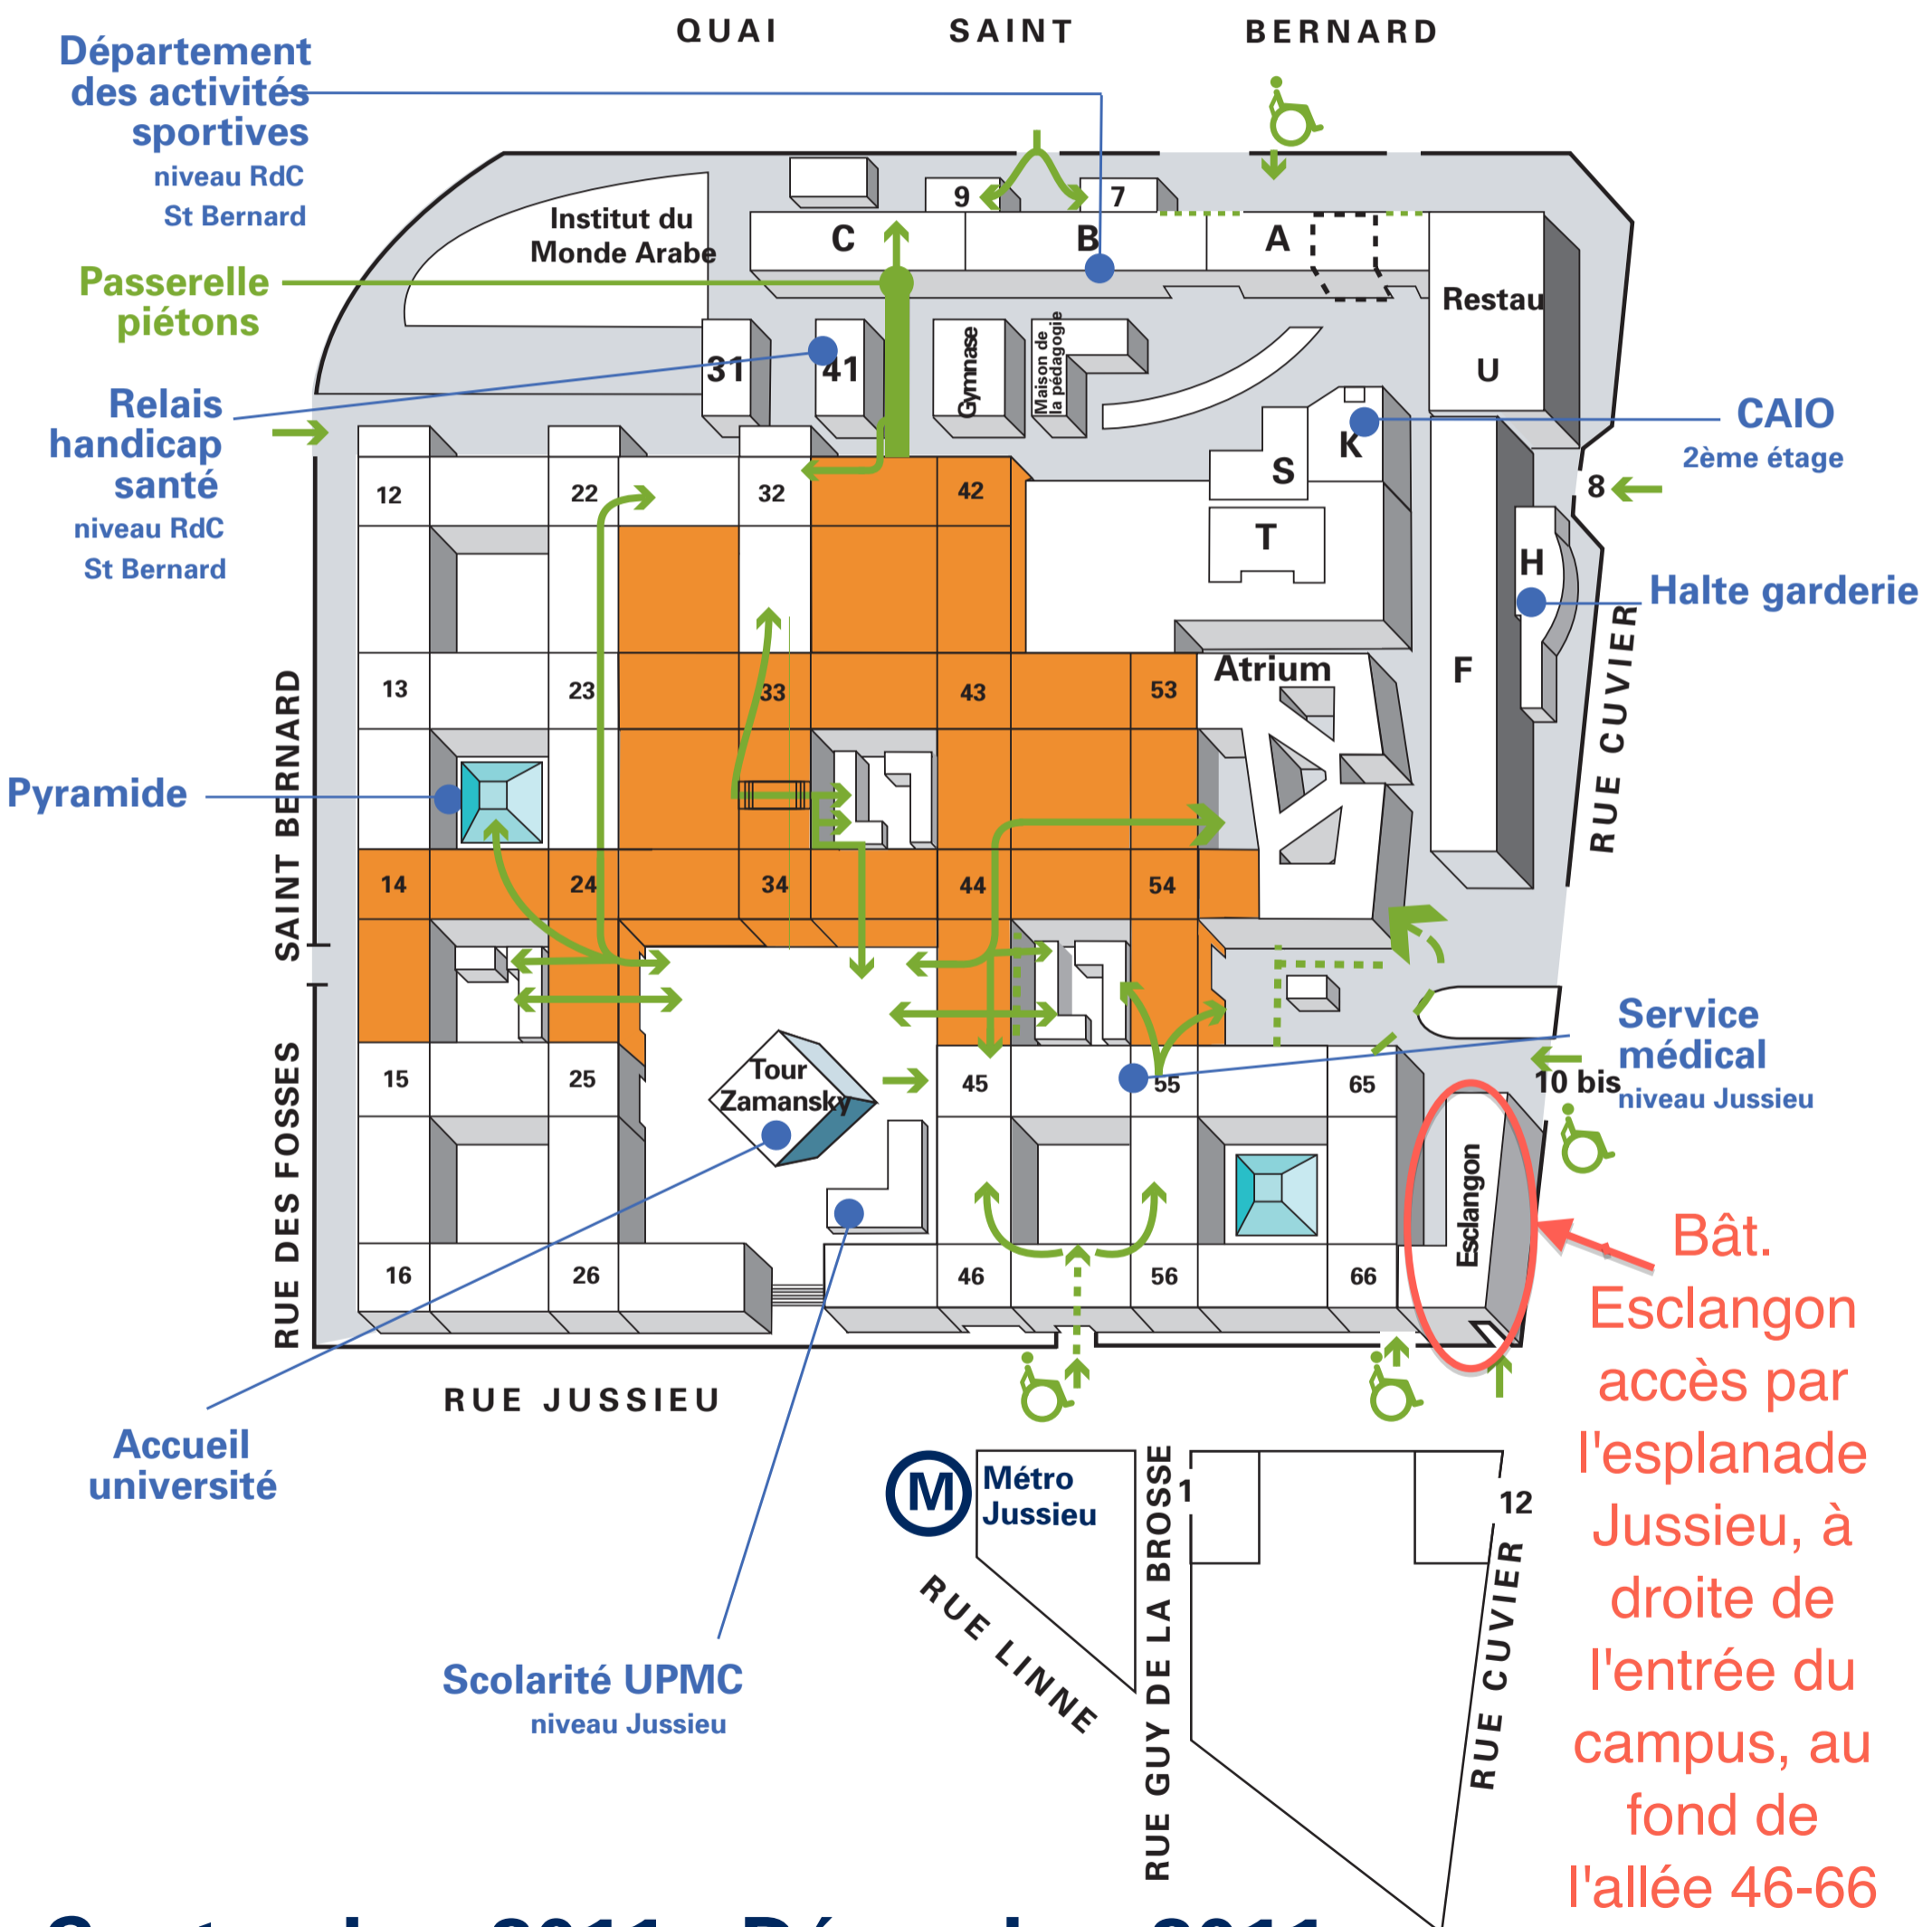 QUAI SAINT BERNARD
Département
des activités
sportives
niveau RdC
St Bernard
Passerelle
piétons
Relais
handicap
santé
niveau RdC
St Bernard
Pyramide
Institut du
Monde Arabe
9
7
C
B
A
Restau
U
31
41
Gymnase
Maison de
la pédagogie
K
S
T
CAIO
2ème étage
8
H
Halte garderie
F
RUE CUVIER
12
22
32
42
13
23
33
43
53
Atrium
14
24
34
44
54
SAINT BERNARD
RUE DES FOSSES
15
25
Tour
Zamansky
45
55
65
Service
médical
niveau Jussieu
10 bis
Esclangon
16
26
46
56
66
RUE JUSSIEU
Accueil
université
Scolarité UPMC
niveau Jussieu
M
Métro
Jussieu
RUE LINNE
RUE GUY DE LA BROSSE
1
12
RUE CUVIER
Bât.
Esclangon
accès par
l'esplanade
Jussieu, à
droite de
l'entrée du
campus, au
fond de
l'allée 46-66